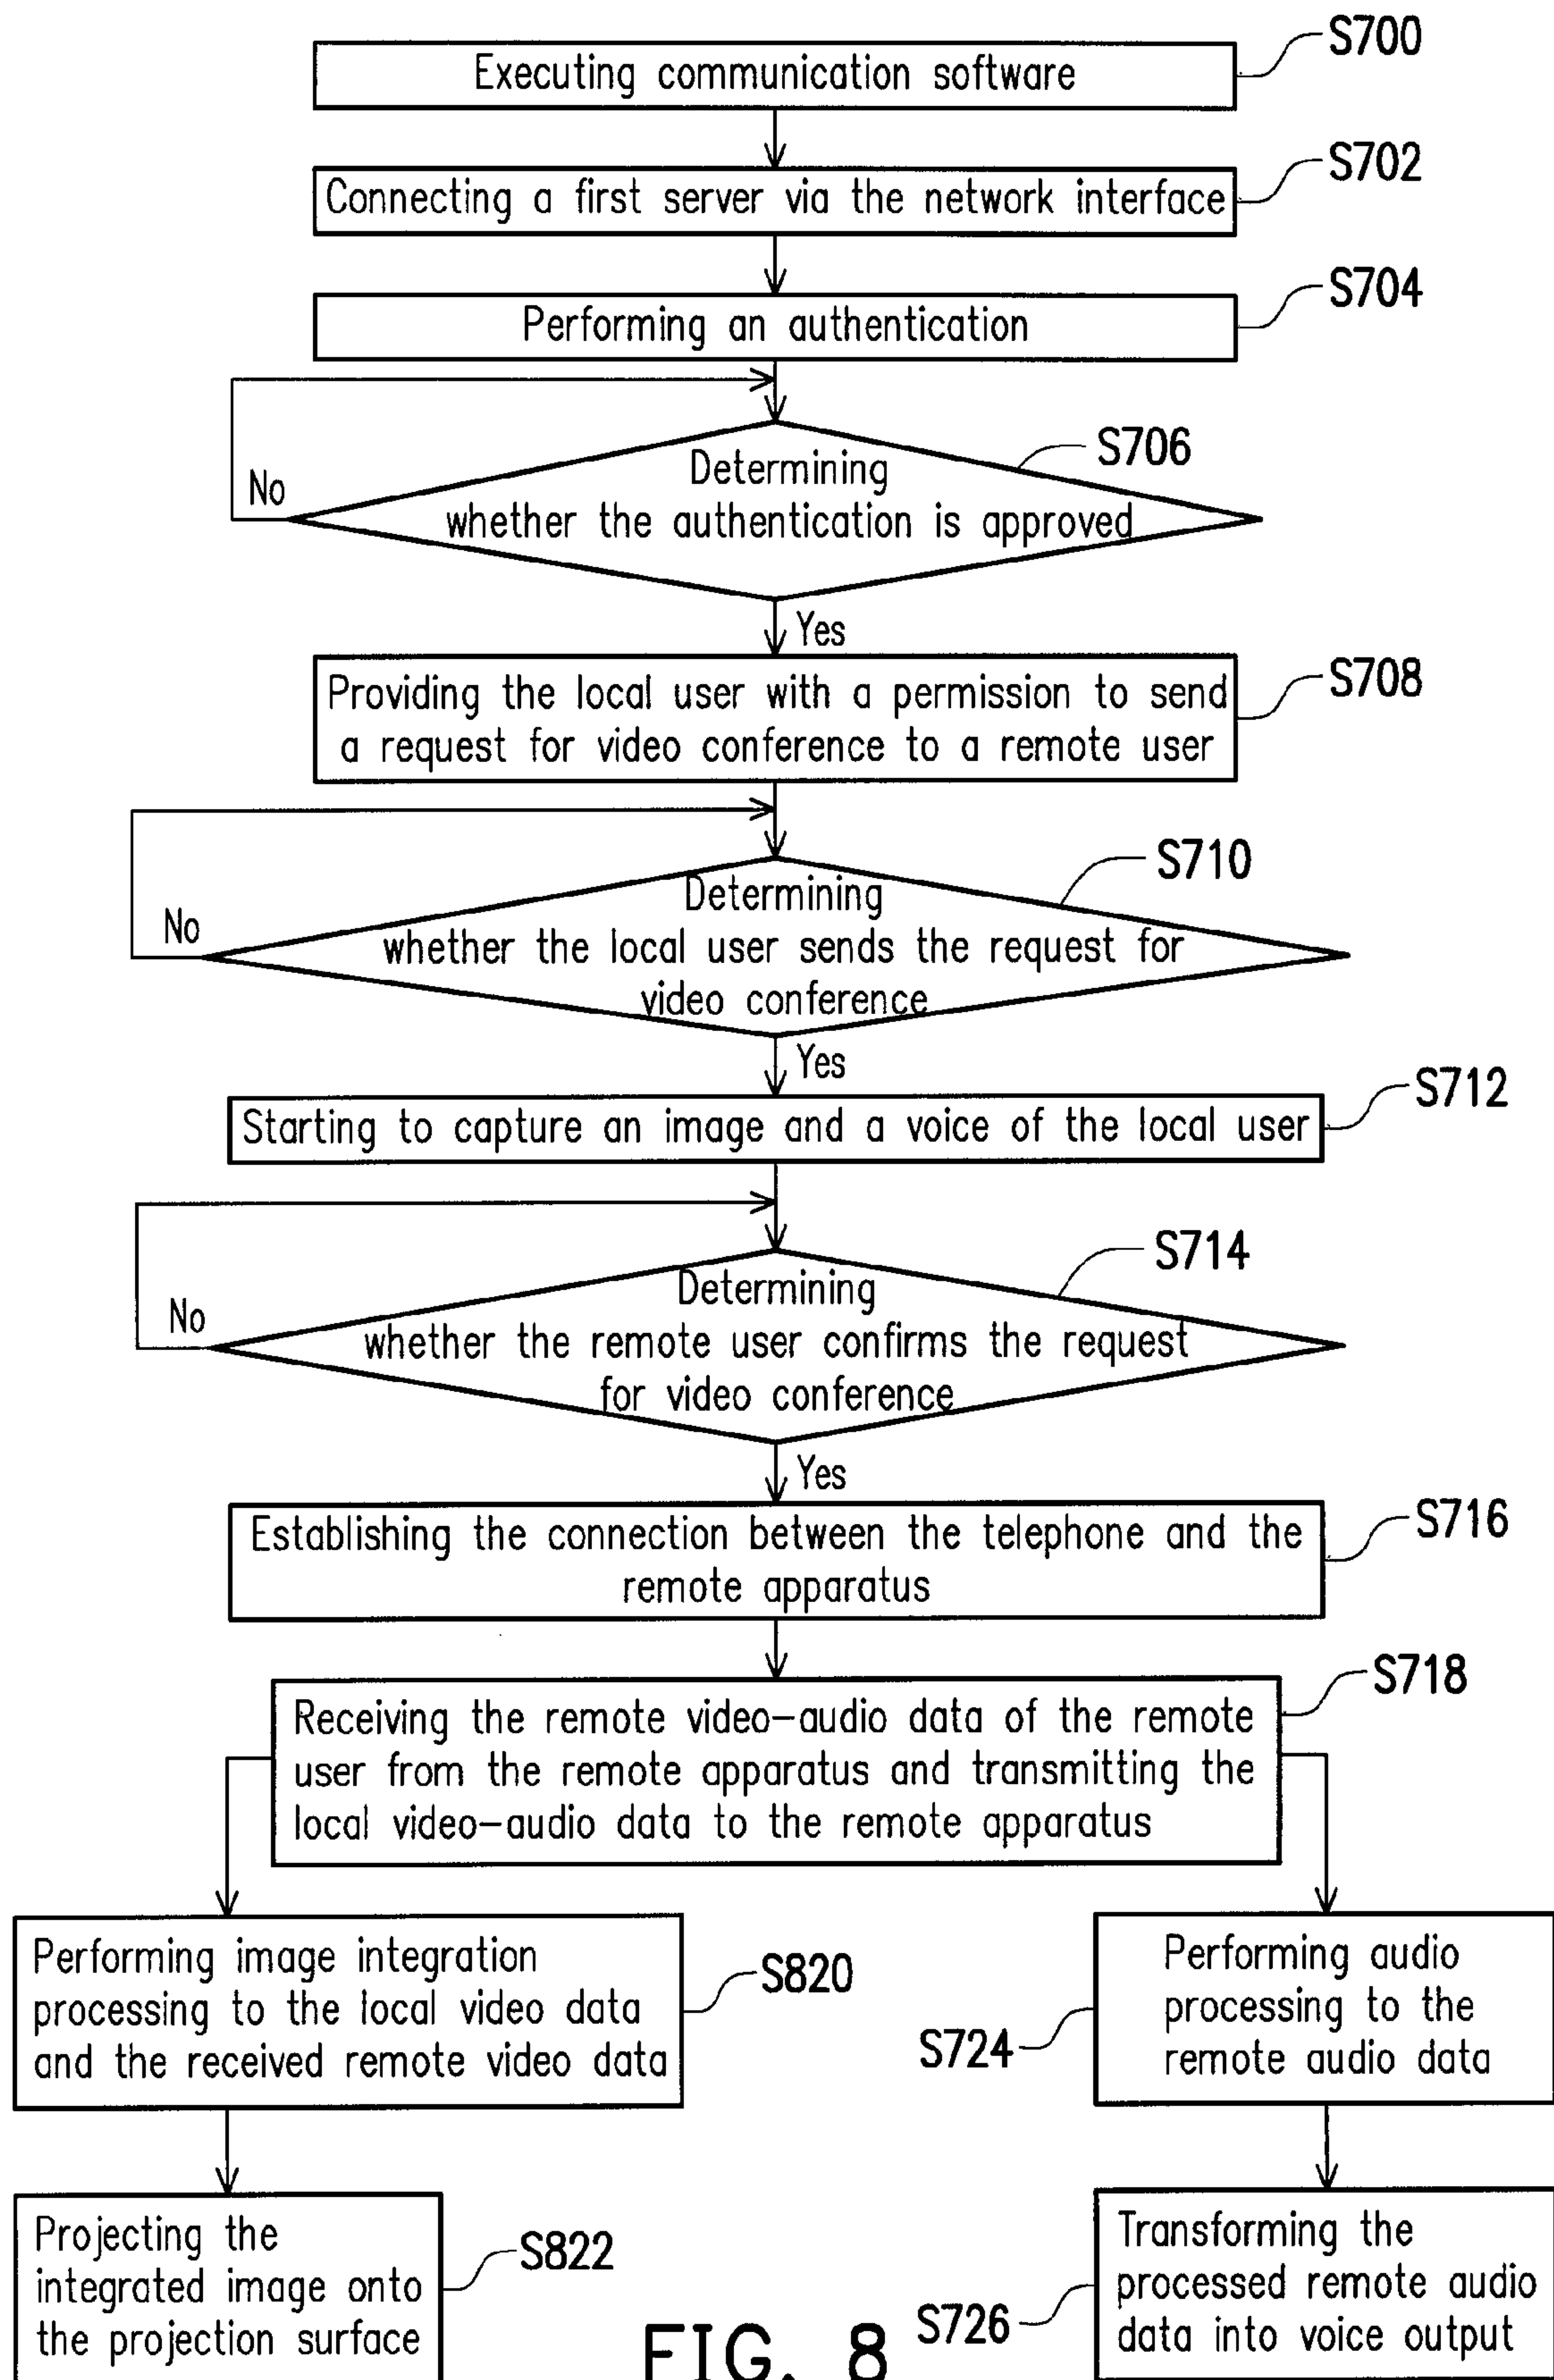 S700
Executing communication software
S702
Connecting a first server via the network interface
S704
Performing an authentication
S706
Determining
whether the authentication is approved
No
Yes
S708
Providing the local user with a permission to send
a request for video conference to a remote user
S710
Determining
whether the local user sends the request for
video conference
No
Yes
S712
Starting to capture an image and a voice of the local user
S714
Determining
whether the remote user confirms the request
for video conference
No
Yes
S716
Establishing the connection between the telephone and the
remote apparatus
S718
Receiving the remote video-audio data of the remote
user from the remote apparatus and transmitting the
local video-audio data to the remote apparatus
Performing image integration
processing to the local video data
and the received remote video data
S820
S724
Performing audio
processing to the
remote audio data
Projecting the
integrated image onto
the projection surface
S822
S726
Transforming the
processed remote audio
data into voice output
FIG. 8